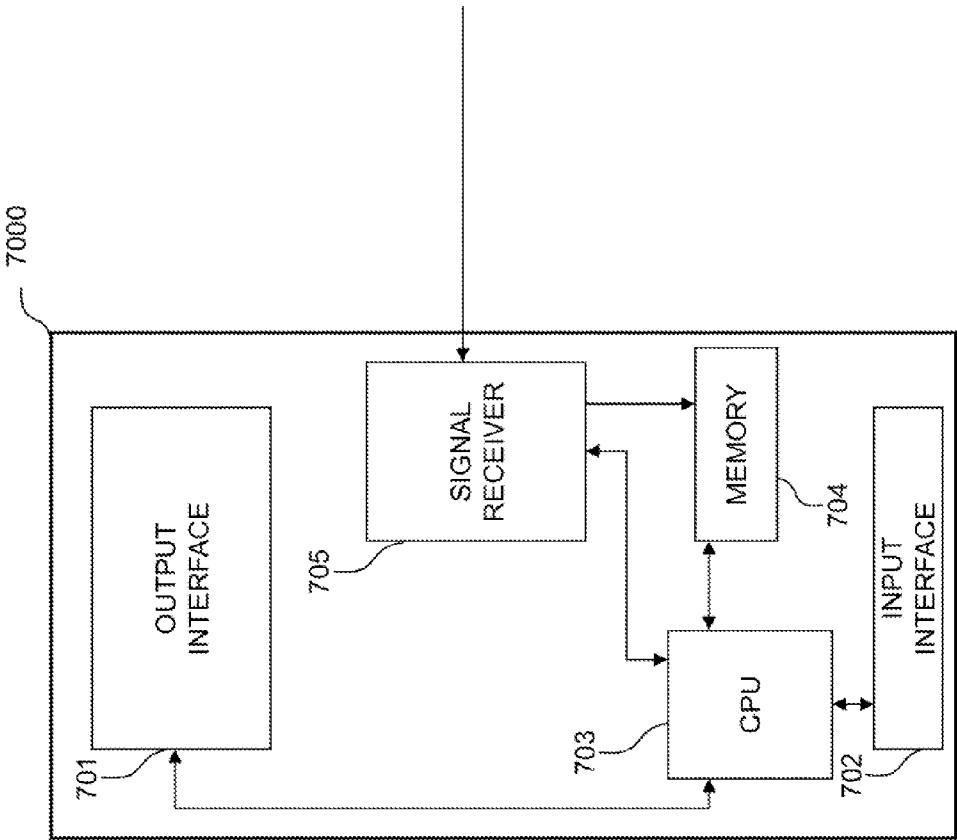 7000
OUTPUT
INTERFACE
701
SIGNAL
RECEIVER
705
MEMORY
704
CPU
703
INPUT
INTERFACE
702